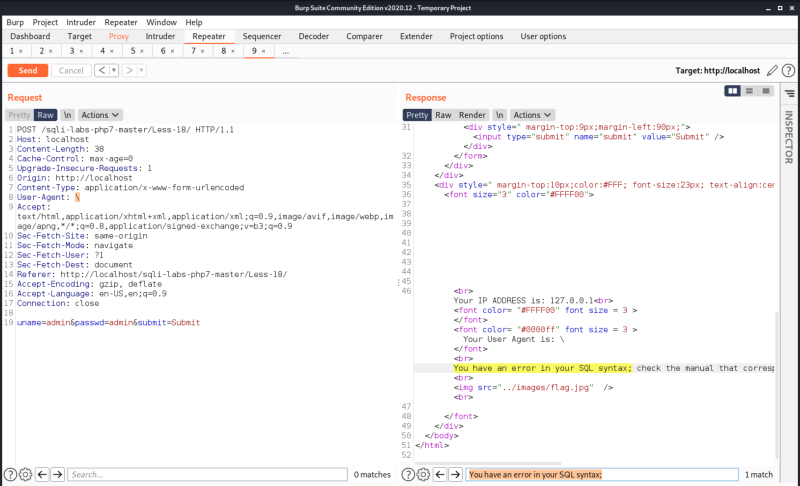 Burp Suite Community Edition v2020.12 - Temporary Project
Burp Project Intruder Repeater Window Help
Dashboard Target Proxy Intruder Repeater Sequencer Decoder Comparer Extender Project options User options
1 × 2 × 3 × 4 × 5 × 6 × 7 × 8 × 9 × ...
Send Cancel < ▾ > ▾ Target: http://localhost ?
Request
Pretty Raw \n Actions
1 POST /sqli-labs-php7-master/Less-18/ HTTP/1.1
2 Host: localhost
3 Content-Length: 38
4 Cache-Control: max-age=0
5 Upgrade-Insecure-Requests: 1
6 Origin: http://localhost
7 Content-Type: application/x-www-form-urlencoded
8 User-Agent: \
9 Accept:
text/html,application/xhtml+xml,application/xml;q=0.9,image/avif,image/webp,im
age/apng,*/*;q=0.8,application/signed-exchange;v=b3;q=0.9
10 Sec-Fetch-Site: same-origin
11 Sec-Fetch-Mode: navigate
12 Sec-Fetch-User: ?1
13 Sec-Fetch-Dest: document
14 Referer: http://localhost/sqli-labs-php7-master/Less-18/
15 Accept-Encoding: gzip, deflate
16 Accept-Language: en-US,en;q=0.9
17 Connection: close
18
19 uname=admin&passwd=admin&submit=Submit
? Search... 0 matches
Response
Pretty Raw Render \n Actions
31 <div style=" margin-top:9px;margin-left:90px;">
<input type="submit" name="submit" value="Submit" />
</div>
32 </form>
33 </div>
34 </div>
35 <div style=" margin-top:10px;color:#FFF; font-size:23px; text-align:cen
36 <font size="3" color="#FFFF00">
37
38
39
40
41
42
43
44
45
46 <br>
Your IP ADDRESS is: 127.0.0.1<br>
<font color= "#FFFF00" font size = 3 >
</font>
<font color= "#0000ff" font size = 3 >
Your User Agent is: \
</font>
<br>
You have an error in your SQL syntax; check the manual that corresp
<br>
<img src="../images/flag.jpg" />
<br>
47
48 </font>
49 </div>
50 </body>
51 </html>
52
? You have an error in your SQL syntax; 1 match
INSPECTOR